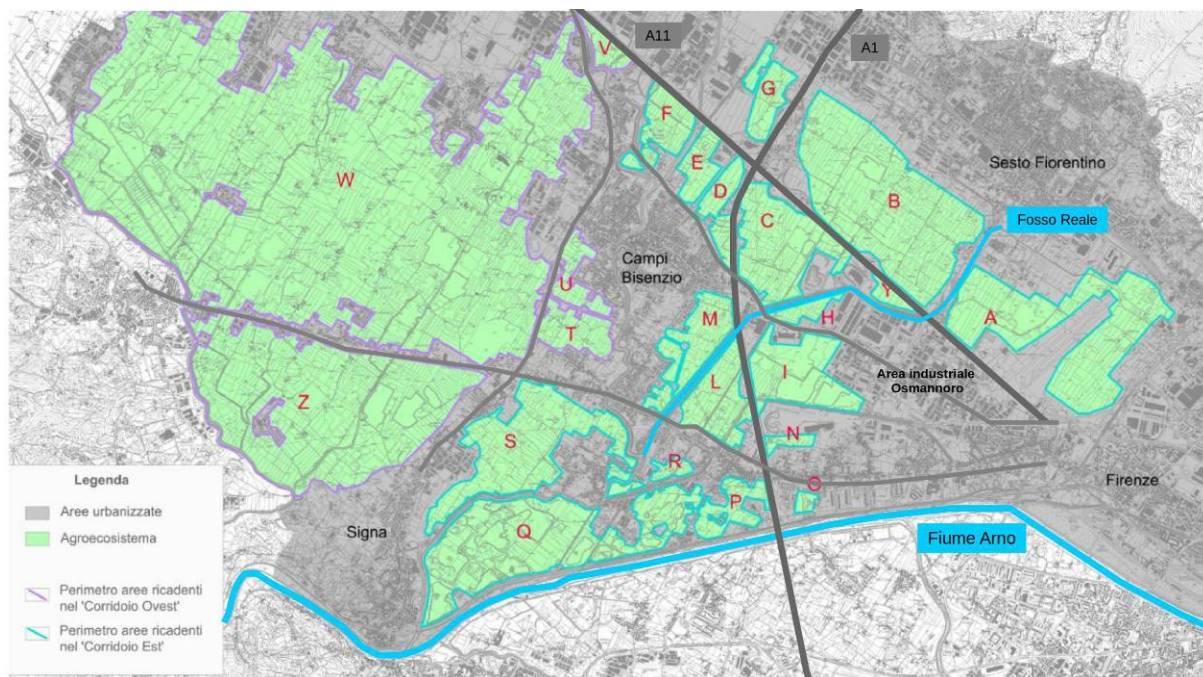 A11
A1
V
G
F
E
D
W
B
Sesto Fiorentino
C
Fosso Reale
Campi
Bisenzio
U
Y
M
H
A
T
I
L
Area industriale
Osmannoro
Z
S
N
R
O
P
Firenze
Q
Signa
Fiume Arno
Legenda
Aree urbanizzate
Agroecosistema
Perimetro aree ricadenti
nel 'Corridoio Ovest'
Perimetro aree ricadenti
nel 'Corridoio Est'